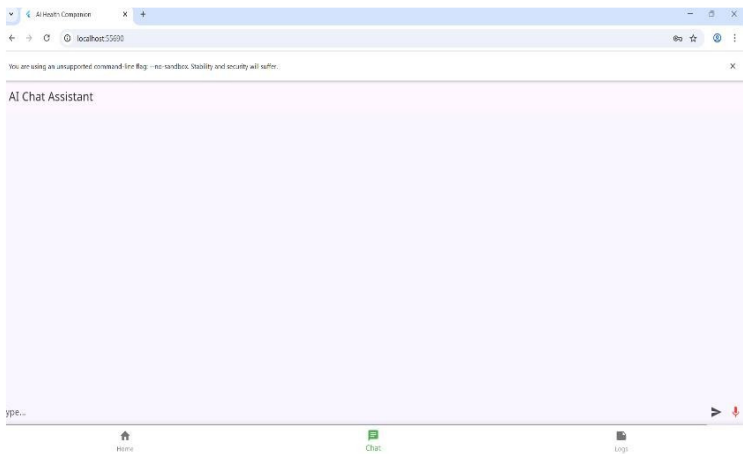 AI Health Companion
localhost:55690
You are using an unsupported command-line flag: --no-sandbox. Stability and security will suffer.
AI Chat Assistant
ype...
Home
Chat
Logs